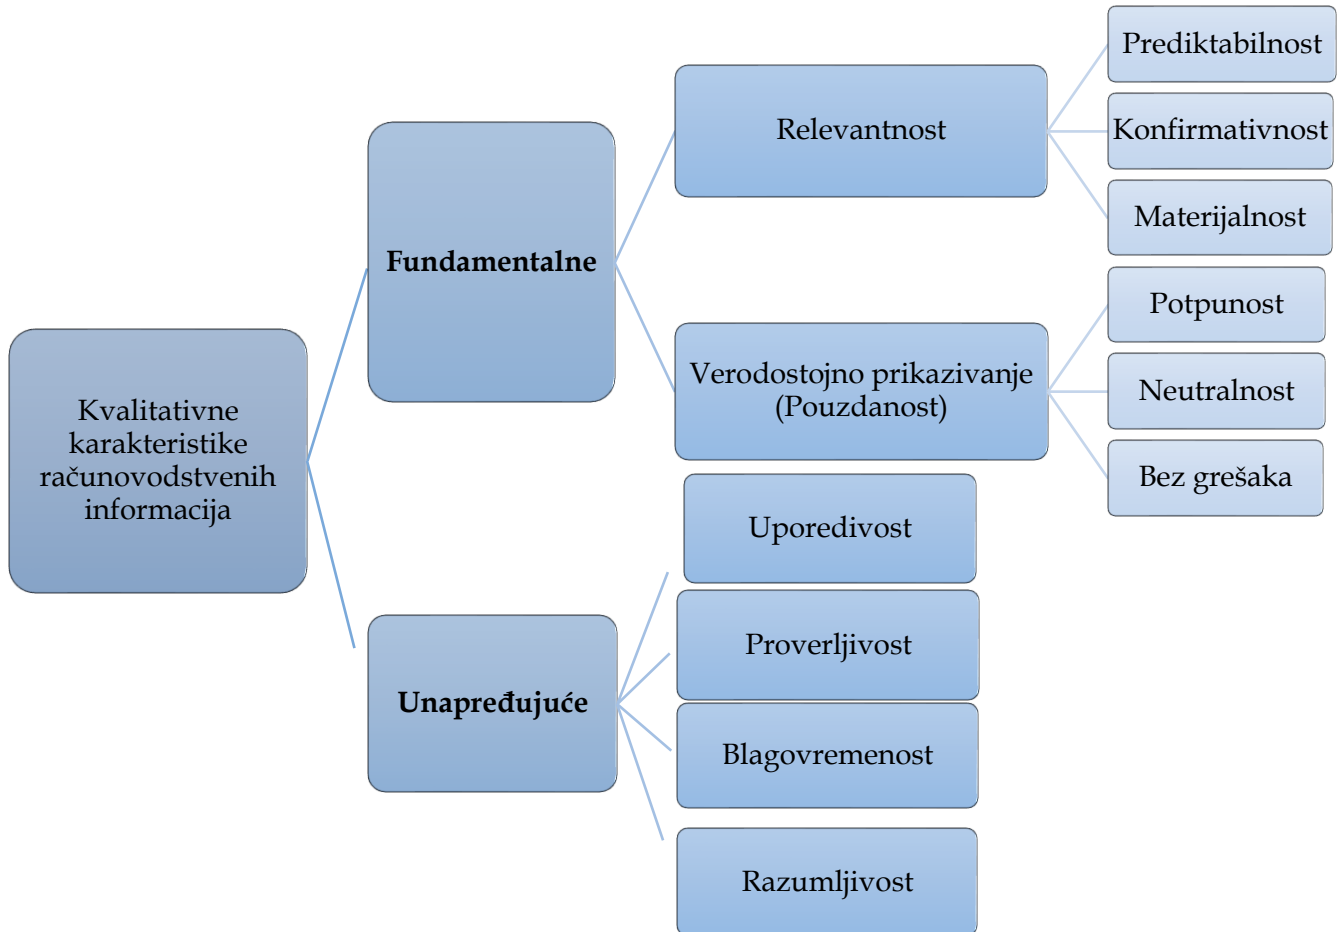 Kvalitativne
karakteristike
računovodstvenih
informacija
Fundamentalne
Relevantnost
Prediktabilnost
Konfirmativnost
Materijalnost
Verodostojno prikazivanje
(Pouzdanost)
Potpunost
Neutralnost
Bez grešaka
Unapređujuće
Uporedivost
Proverljivost
Blagovremenost
Razumljivost